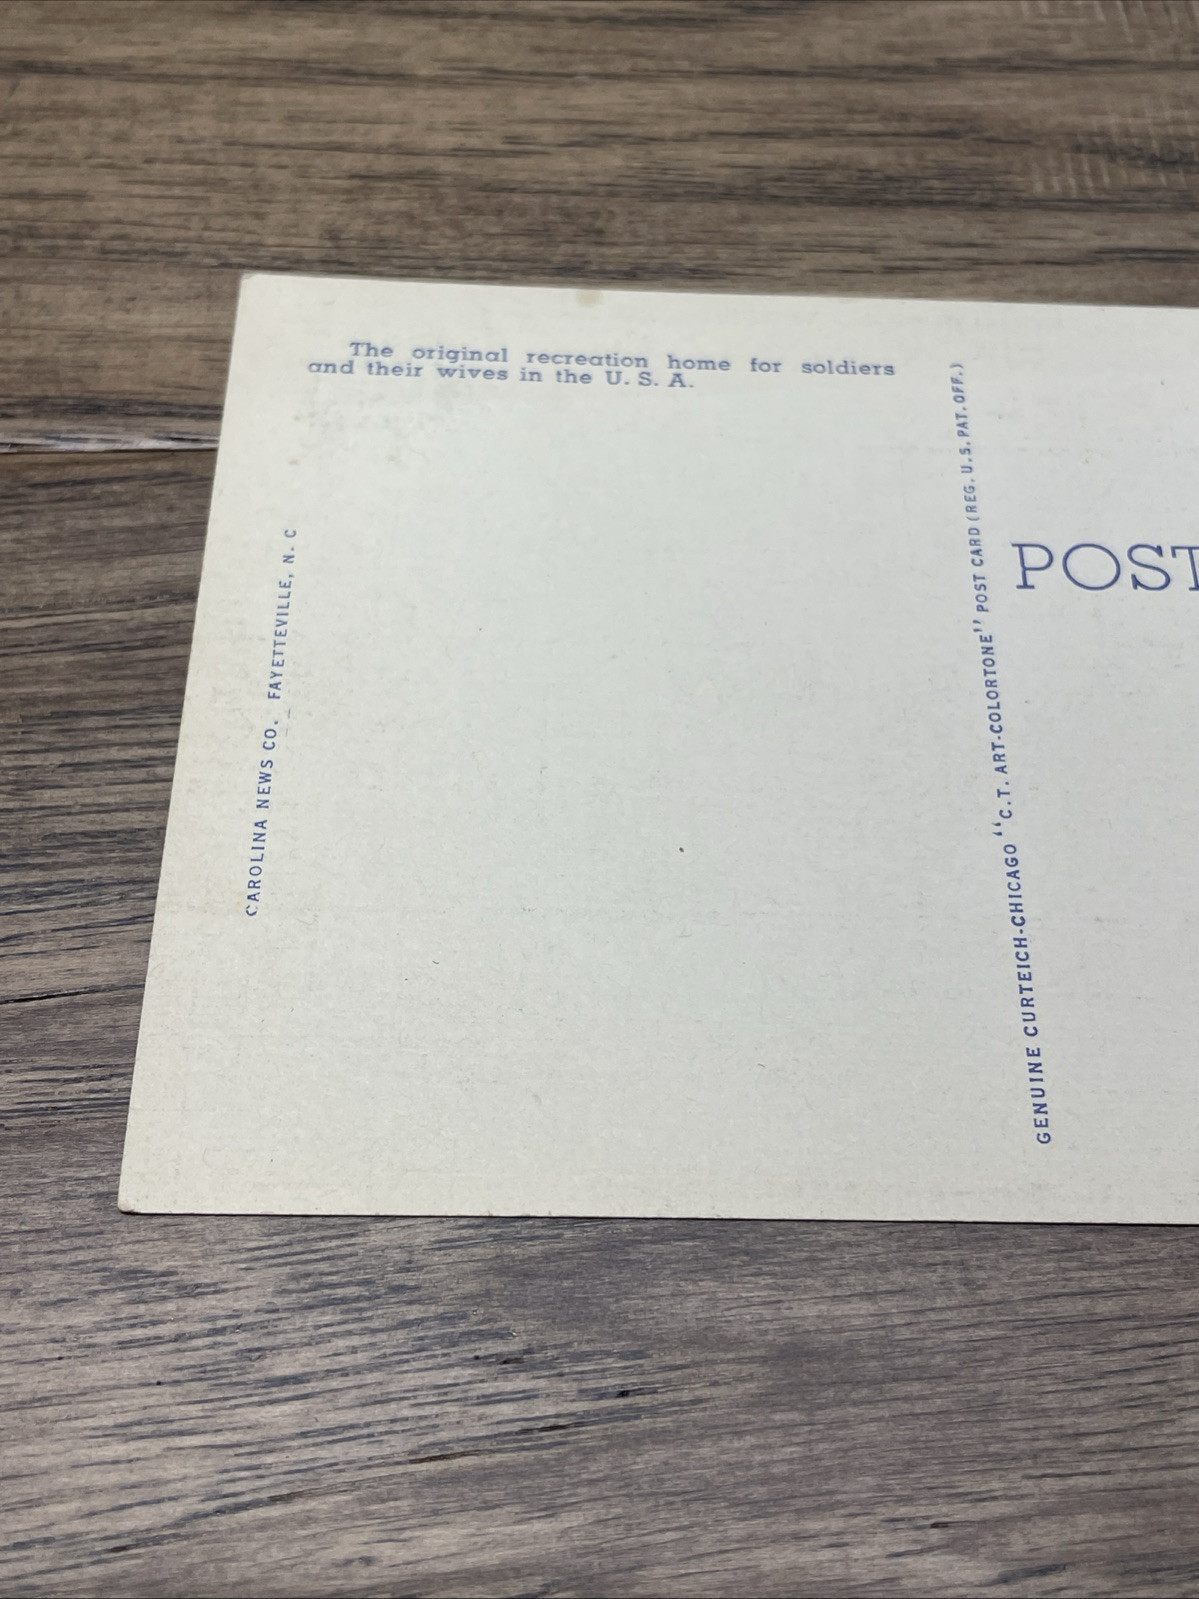 The original recreation home for soldiers
and their wives in the U. S. A.
CAROLINA NEWS CO. FAYETTEVILLE, N. C
GENUINE CURTEICH-CHICAGO "C.T. ART-COLORTONE" POST CARD (REG. U.S. PAT. OFF.)
POST